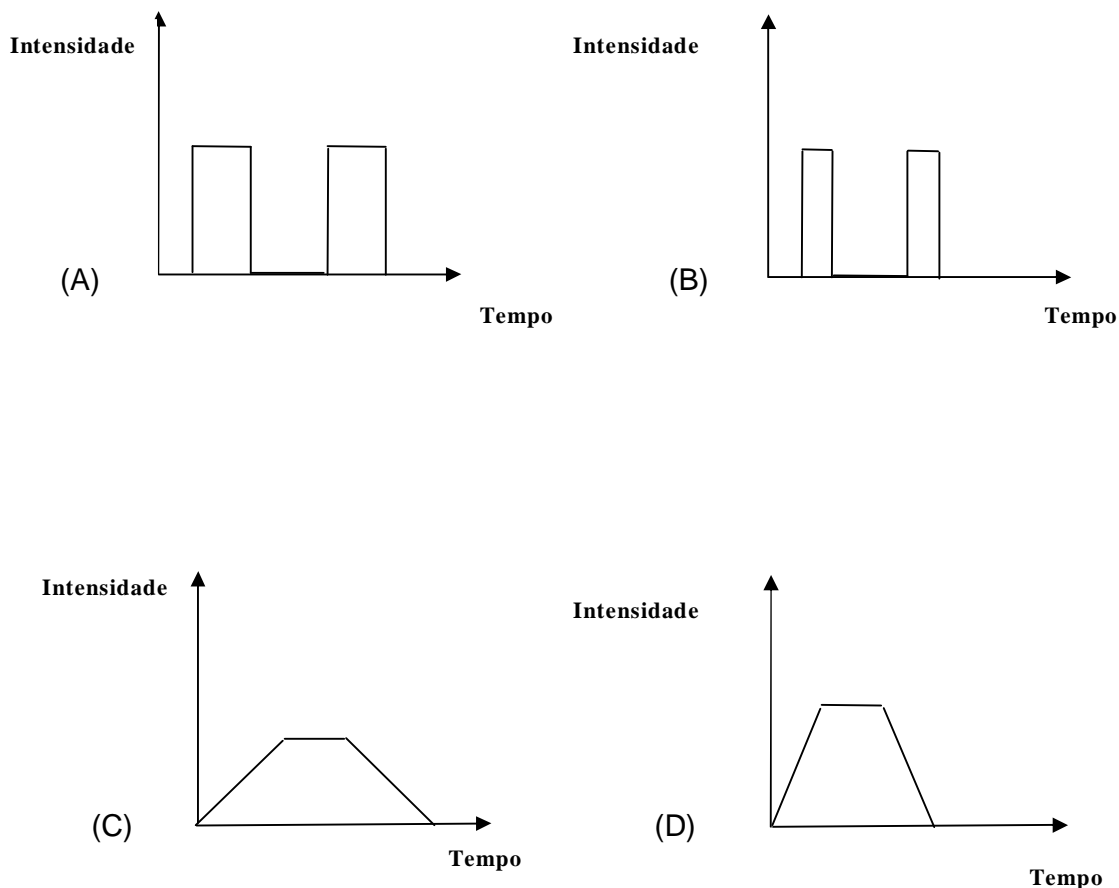 Intensidade
Intensidade
(A)
(B)
Tempo
Tempo
Intensidade
Intensidade
(C)
(D)
Tempo
Tempo